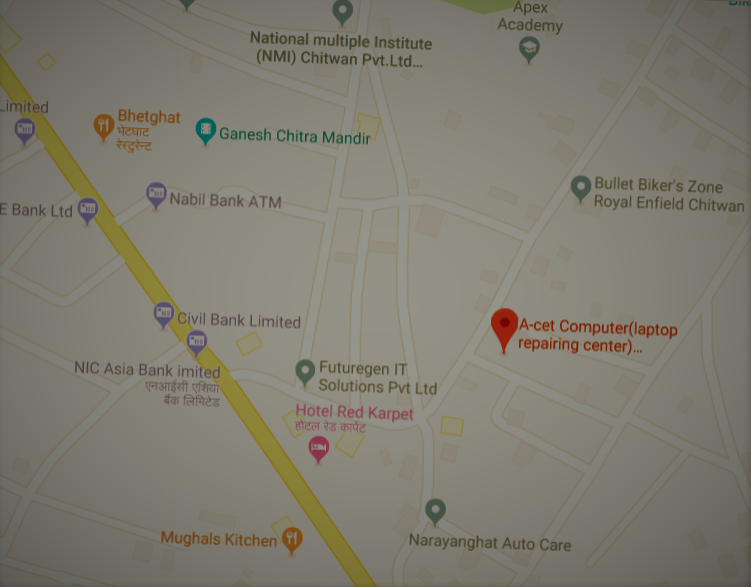 Apex
Academy
National multiple Institute
(NMI) Chitwan Pvt.Ltd...
Limited
Bhetghat
भेटघाट
रेस्टुरेन्ट
Ganesh Chitra Mandir
Bullet Biker's Zone
Royal Enfield Chitwan
Nabil Bank ATM
E Bank Ltd
Civil Bank Limited
A-cet Computer(laptop
repairing center)...
NIC Asia Bank imited
एनआईसी एशिया
बैंक लिमिटेड
Futuregen IT
Solutions Pvt Ltd
Hotel Red Karpet
होटल रेड कार्पेट
Narayanghat Auto Care
Mughals Kitchen